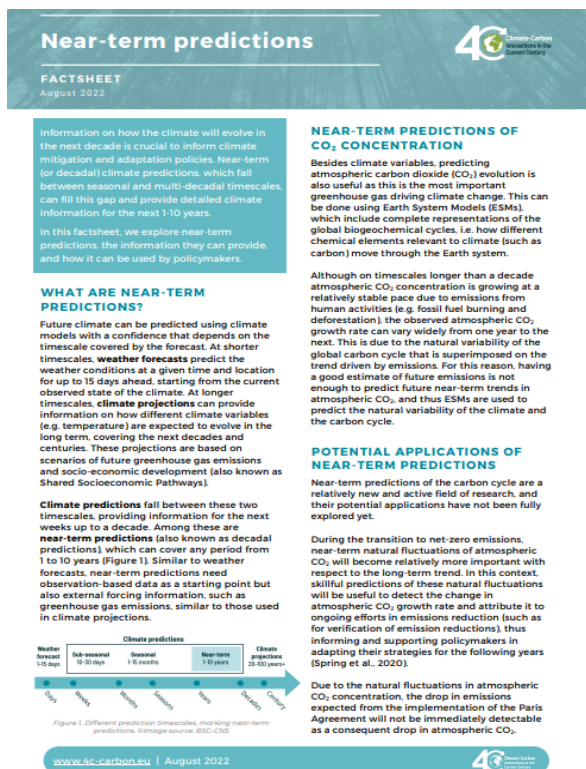 Near-term predictions
FACTSHEET
August 2022
4C
Climate-Carbon
Interactions in the
Current Century
Information on how the climate will evolve in
the next decade is crucial to inform climate
mitigation and adaptation policies. Near-term
(or decadal) climate predictions, which fall
between seasonal and multi-decadal timescales,
can fill this gap and provide detailed climate
information for the next 1-10 years.
In this factsheet, we explore near-term
predictions, the information they can provide,
and how it can be used by policymakers.
WHAT ARE NEAR-TERM
PREDICTIONS?
Future climate can be predicted using climate
models with a confidence that depends on the
timescale covered by the forecast. At shorter
timescales, weather forecasts predict the
weather conditions at a given time and location
for up to 15 days ahead, starting from the current
observed state of the climate. At longer
timescales, climate projections can provide
information on how different climate variables
(e.g. temperature) are expected to evolve in the
long term, covering the next decades and
centuries. These projections are based on
scenarios of future greenhouse gas emissions
and socio-economic development (also known as
Shared Socioeconomic Pathways).
Climate predictions fall between these two
timescales, providing information for the next
weeks up to a decade. Among these are
near-term predictions (also known as decadal
predictions), which can cover any period from
1 to 10 years (Figure 1). Similar to weather
forecasts, near-term predictions need
observation-based data as a starting point but
also external forcing information, such as
greenhouse gas emissions, similar to those used
in climate projections.
Climate predictions
Weather
forecast
1-15 days
Sub-seasonal
10-30 days
Seasonal
1-15 months
Near-term
1-10 years
Climate
projections
20-100 years+
Days
Weeks
Months
Seasons
Years
Decades
Century
Figure 1. Different prediction timescales, marking near-term
predictions. ©Image source: BSC-CNS
NEAR-TERM PREDICTIONS OF
CO₂ CONCENTRATION
Besides climate variables, predicting
atmospheric carbon dioxide (CO₂) evolution is
also useful as this is the most important
greenhouse gas driving climate change. This can
be done using Earth System Models (ESMs),
which include complete representations of the
global biogeochemical cycles, i.e. how different
chemical elements relevant to climate (such as
carbon) move through the Earth system.
Although on timescales longer than a decade
atmospheric CO₂ concentration is growing at a
relatively stable pace due to emissions from
human activities (e.g. fossil fuel burning and
deforestation), the observed atmospheric CO₂
growth rate can vary widely from one year to the
next. This is due to the natural variability of the
global carbon cycle that is superimposed on the
trend driven by emissions. For this reason, having
a good estimate of future emissions is not
enough to predict future near-term trends in
atmospheric CO₂, and thus ESMs are used to
predict the natural variability of the climate and
the carbon cycle.
POTENTIAL APPLICATIONS OF
NEAR-TERM PREDICTIONS
Near-term predictions of the carbon cycle are a
relatively new and active field of research, and
their potential applications have not been fully
explored yet.
During the transition to net-zero emissions,
near-term natural fluctuations of atmospheric
CO₂ will become relatively more important with
respect to the long-term trend. In this context,
skillful predictions of these natural fluctuations
will be useful to detect the change in
atmospheric CO₂ growth rate and attribute it to
ongoing efforts in emissions reduction (such as
for verification of emission reductions), thus
informing and supporting policymakers in
adapting their strategies for the following years
(Spring et al., 2020).
Due to the natural fluctuations in atmospheric
CO₂ concentration, the drop in emissions
expected from the implementation of the Paris
Agreement will not be immediately detectable
as a consequent drop in atmospheric CO₂.
www.4c-carbon.eu | August 2022
4C
Climate-Carbon
Interactions in the
Current Century